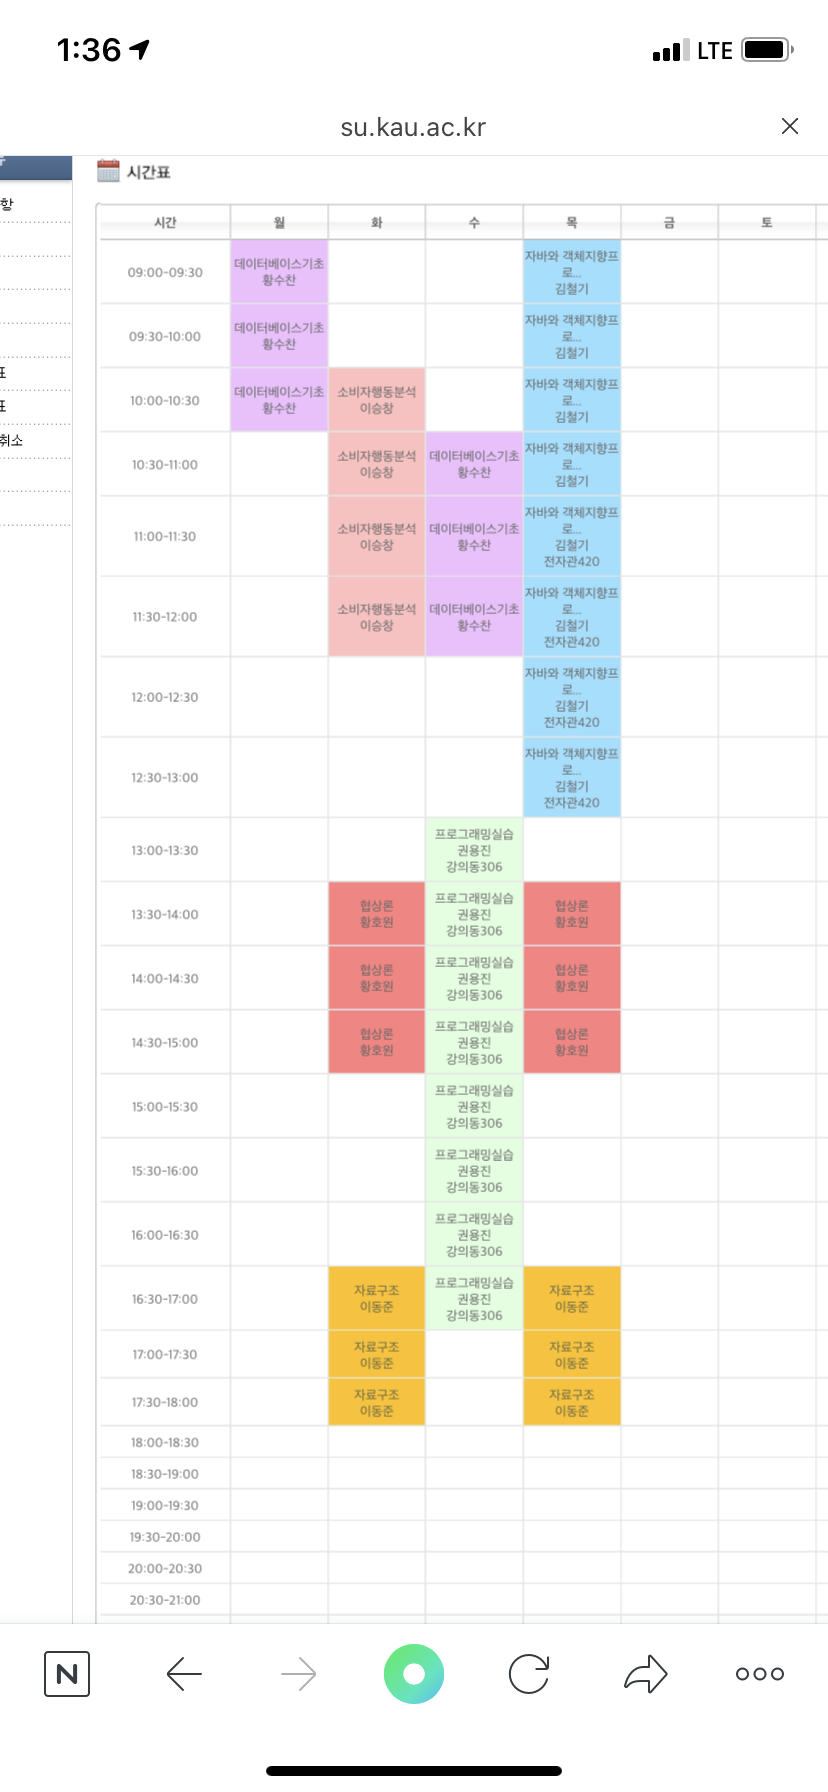 1:36
LTE
su.kau.ac.kr
항
표
표
취소
시간표
시간 월 화 수 목 금 토
09:00-09:30
데이터베이스기초
황수찬
자바와 객체지향프
로...
김철기
09:30-10:00
데이터베이스기초
황수찬
자바와 객체지향프
로...
김철기
10:00-10:30
데이터베이스기초
황수찬
소비자행동분석
이승창
자바와 객체지향프
로...
김철기
10:30-11:00
소비자행동분석
이승창
데이터베이스기초
황수찬
자바와 객체지향프
로...
김철기
11:00-11:30
소비자행동분석
이승창
데이터베이스기초
황수찬
자바와 객체지향프
로...
김철기
전자관420
11:30-12:00
소비자행동분석
이승창
데이터베이스기초
황수찬
자바와 객체지향프
로...
김철기
전자관420
12:00-12:30
자바와 객체지향프
로...
김철기
전자관420
12:30-13:00
자바와 객체지향프
로...
김철기
전자관420
13:00-13:30
프로그래밍실습
권용진
강의동306
13:30-14:00
협상론
황호원
프로그래밍실습
권용진
강의동306
협상론
황호원
14:00-14:30
협상론
황호원
프로그래밍실습
권용진
강의동306
협상론
황호원
14:30-15:00
협상론
황호원
프로그래밍실습
권용진
강의동306
협상론
황호원
15:00-15:30
프로그래밍실습
권용진
강의동306
15:30-16:00
프로그래밍실습
권용진
강의동306
16:00-16:30
프로그래밍실습
권용진
강의동306
16:30-17:00
자료구조
이동준
프로그래밍실습
권용진
강의동306
자료구조
이동준
17:00-17:30
자료구조
이동준
자료구조
이동준
17:30-18:00
자료구조
이동준
자료구조
이동준
18:00-18:30
18:30-19:00
19:00-19:30
19:30-20:00
20:00-20:30
20:30-21:00
N